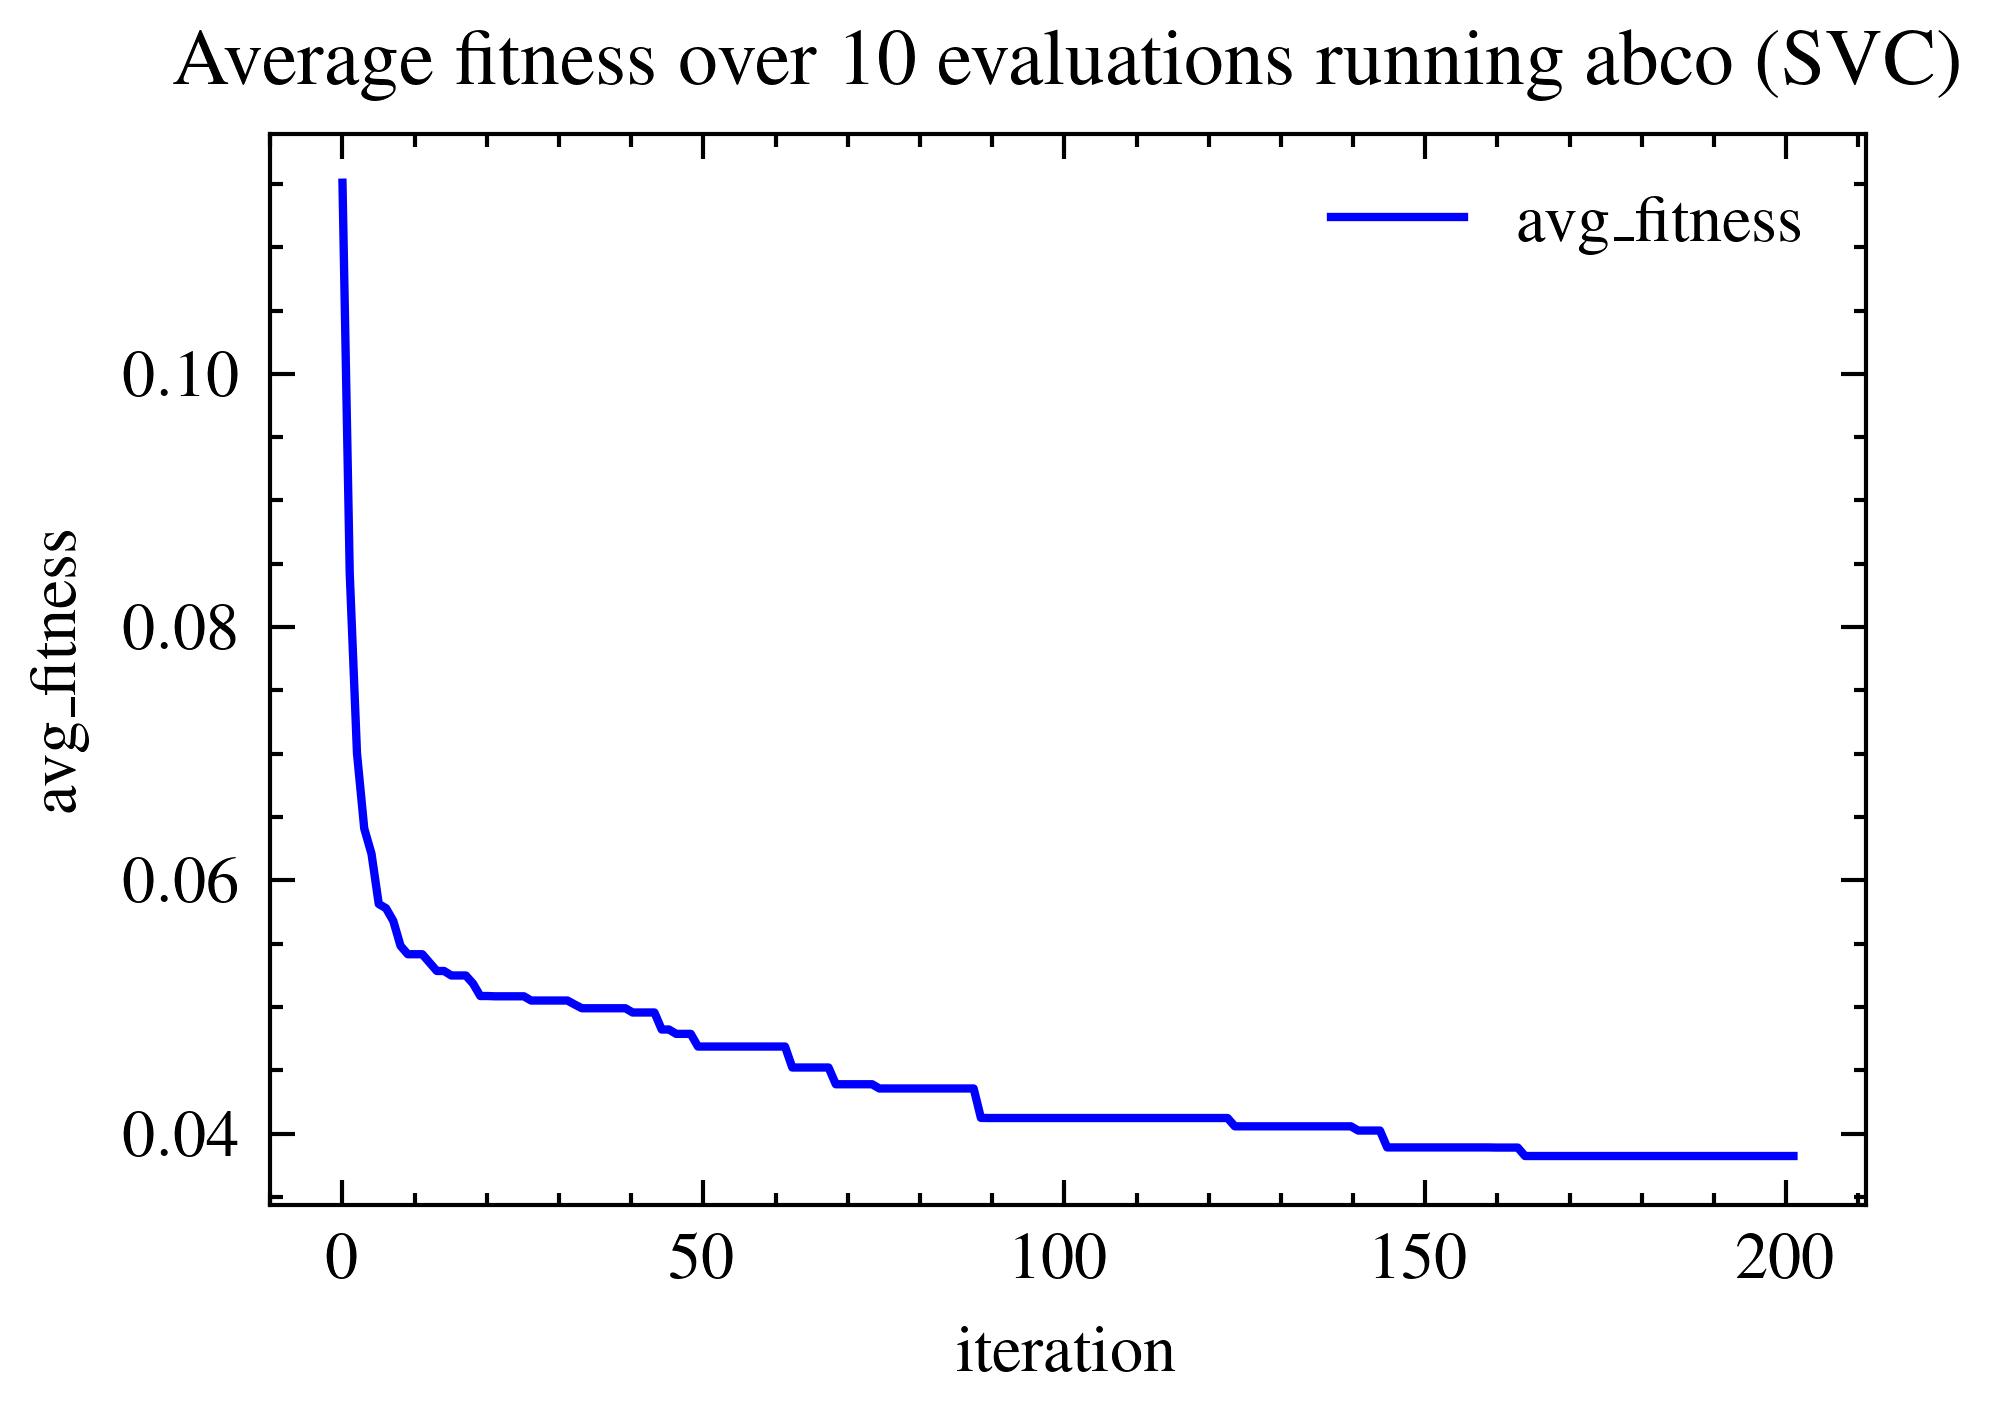 Average fitness over 10 evaluations running abco (SVC)
avg_fitness
0.10
0.08
0.06
0.04
avg_fitness
0 50 100 150 200
iteration